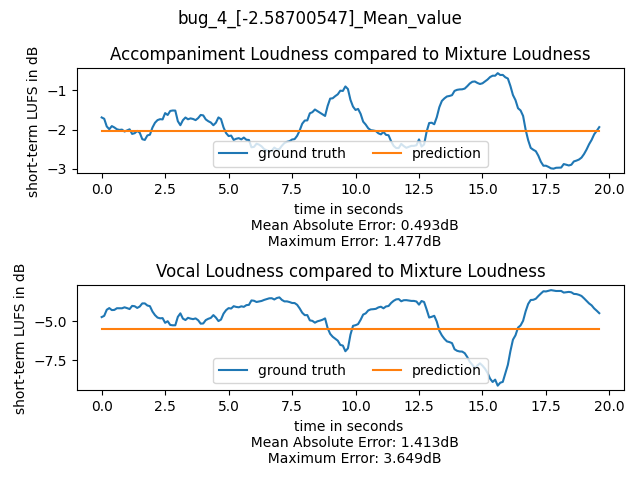 bug_4_[-2.58700547]_Mean_value
Accompaniment Loudness compared to Mixture Loudness
short-term LUFS in dB
−1
−2
−3
ground truth
prediction
0.0 2.5 5.0 7.5 10.0 12.5 15.0 17.5 20.0
time in seconds
Mean Absolute Error: 0.493dB
Maximum Error: 1.477dB
Vocal Loudness compared to Mixture Loudness
short-term LUFS in dB
−5.0
−7.5
ground truth
prediction
0.0 2.5 5.0 7.5 10.0 12.5 15.0 17.5 20.0
time in seconds
Mean Absolute Error: 1.413dB
Maximum Error: 3.649dB